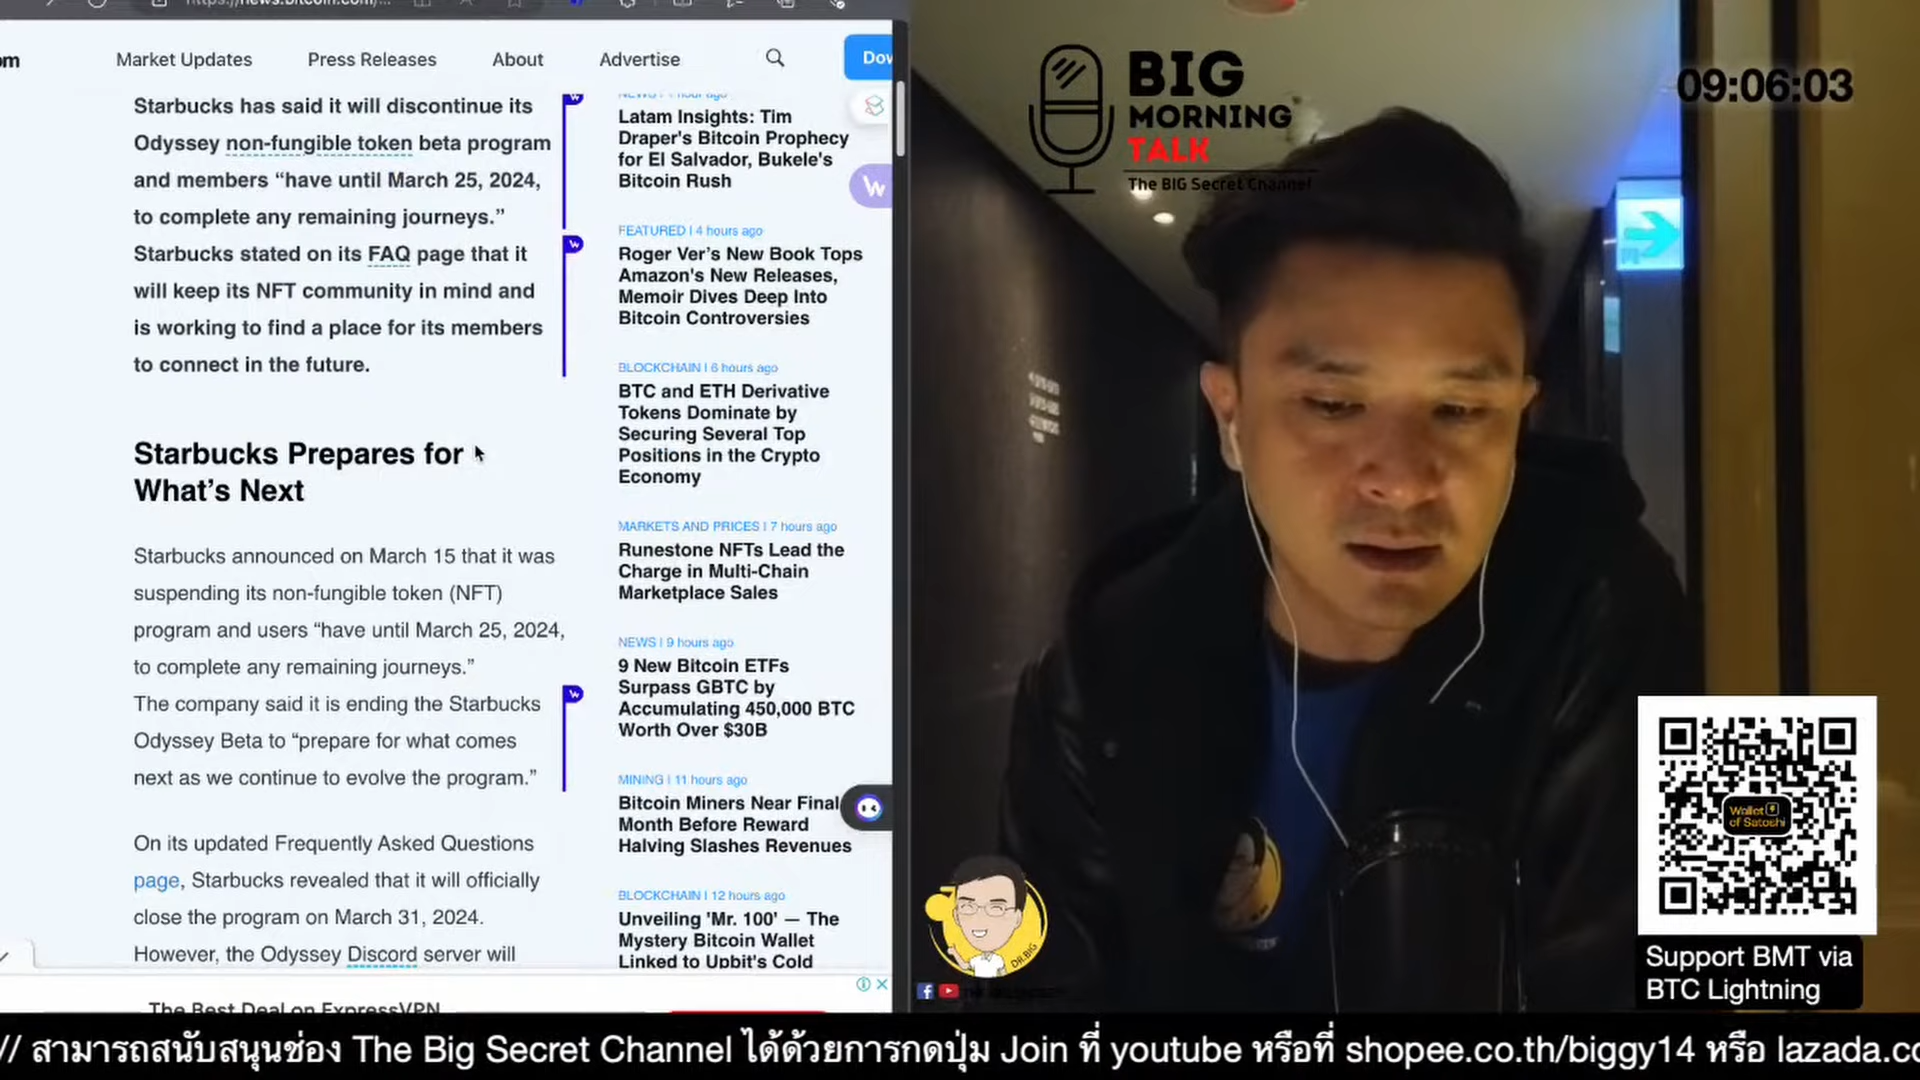 https://news.bitcoin.com/...
om
Market Updates
Press Releases
About
Advertise
Dow
Starbucks has said it will discontinue its
Odyssey non-fungible token beta program
and members “have until March 25, 2024,
to complete any remaining journeys.”
Starbucks stated on its FAQ page that it
will keep its NFT community in mind and
is working to find a place for its members
to connect in the future.
Starbucks Prepares for
What’s Next
Starbucks announced on March 15 that it was
suspending its non-fungible token (NFT)
program and users “have until March 25, 2024,
to complete any remaining journeys.”
The company said it is ending the Starbucks
Odyssey Beta to “prepare for what comes
next as we continue to evolve the program.”
On its updated Frequently Asked Questions
page, Starbucks revealed that it will officially
close the program on March 31, 2024.
However, the Odyssey Discord server will
Latam Insights: Tim
Draper's Bitcoin Prophecy
for El Salvador, Bukele's
Bitcoin Rush
FEATURED | 4 hours ago
Roger Ver’s New Book Tops
Amazon's New Releases,
Memoir Dives Deep Into
Bitcoin Controversies
BLOCKCHAIN | 6 hours ago
BTC and ETH Derivative
Tokens Dominate by
Securing Several Top
Positions in the Crypto
Economy
MARKETS AND PRICES | 7 hours ago
Runestone NFTs Lead the
Charge in Multi-Chain
Marketplace Sales
NEWS | 9 hours ago
9 New Bitcoin ETFs
Surpass GBTC by
Accumulating 450,000 BTC
Worth Over $30B
MINING | 11 hours ago
Bitcoin Miners Near Final
Month Before Reward
Halving Slashes Revenues
BLOCKCHAIN | 12 hours ago
Unveiling 'Mr. 100' — The
Mystery Bitcoin Wallet
Linked to Upbit's Cold
The Best Deal on ExpressVPN
BIG
MORNING
TALK
The BIG Secret Channel
09:06:03
DR.BIG
Wallet
of Satoshi
Support BMT via
BTC Lightning
// สามารถสนับสนุนช่อง The Big Secret Channel ได้ด้วยการกดปุ่ม Join ที่ youtube หรือที่ shopee.co.th/biggy14 หรือ lazada.co